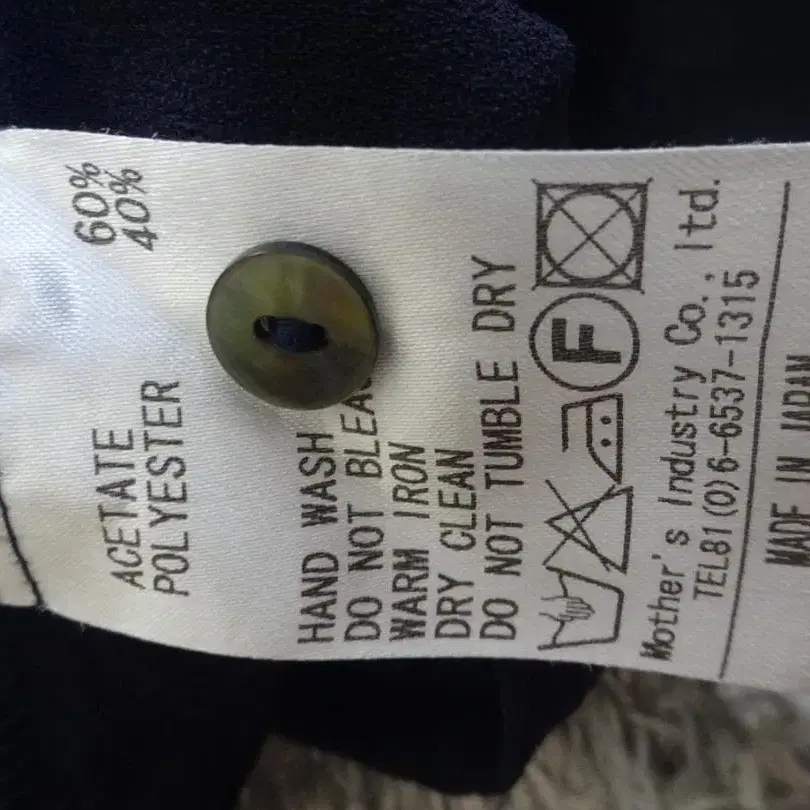 ACETATE 60%
POLYESTER 40%
HAND WASH
DO NOT BLEAC
WARM IRON
DRY CLEAN
DO NOT TUMBLE DRY
F
Mother's Industry Co., ltd.
TEL81(0)6-6537-1315
MADE IN JAPAN